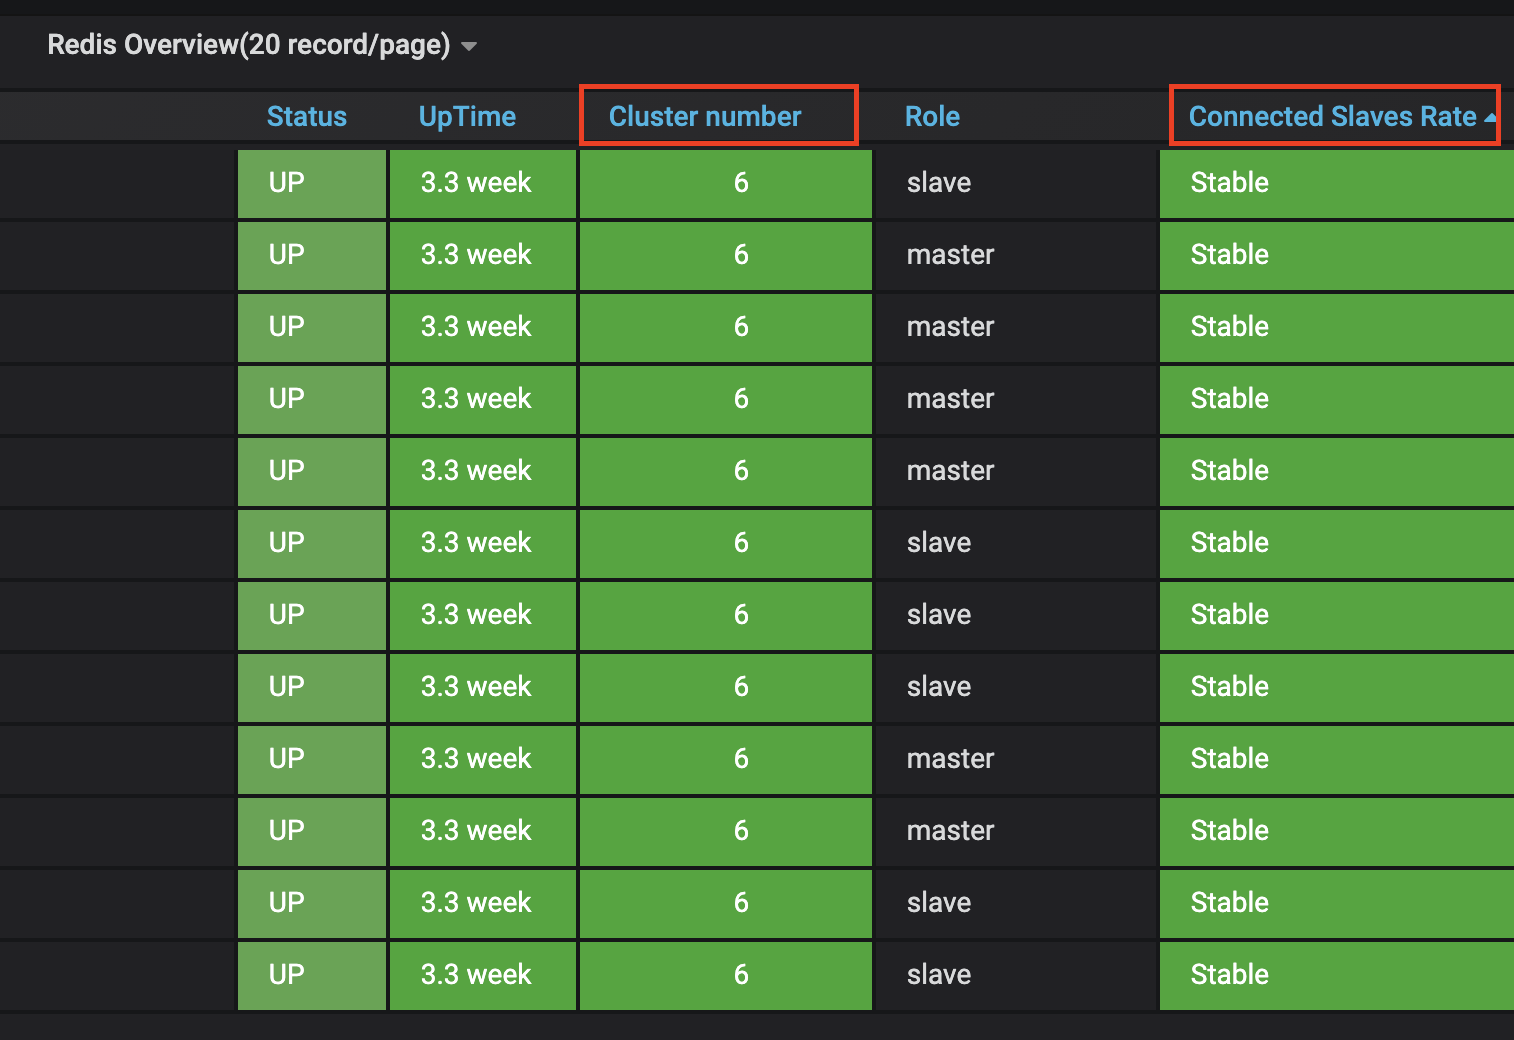 Redis Overview(20 record/page)
Status UpTime Cluster number Role Connected Slaves Rate
UP 3.3 week 6 slave Stable
UP 3.3 week 6 master Stable
UP 3.3 week 6 master Stable
UP 3.3 week 6 master Stable
UP 3.3 week 6 master Stable
UP 3.3 week 6 slave Stable
UP 3.3 week 6 slave Stable
UP 3.3 week 6 slave Stable
UP 3.3 week 6 master Stable
UP 3.3 week 6 master Stable
UP 3.3 week 6 slave Stable
UP 3.3 week 6 slave Stable